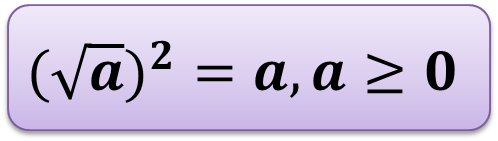 (√a)² = a, a ≥ 0